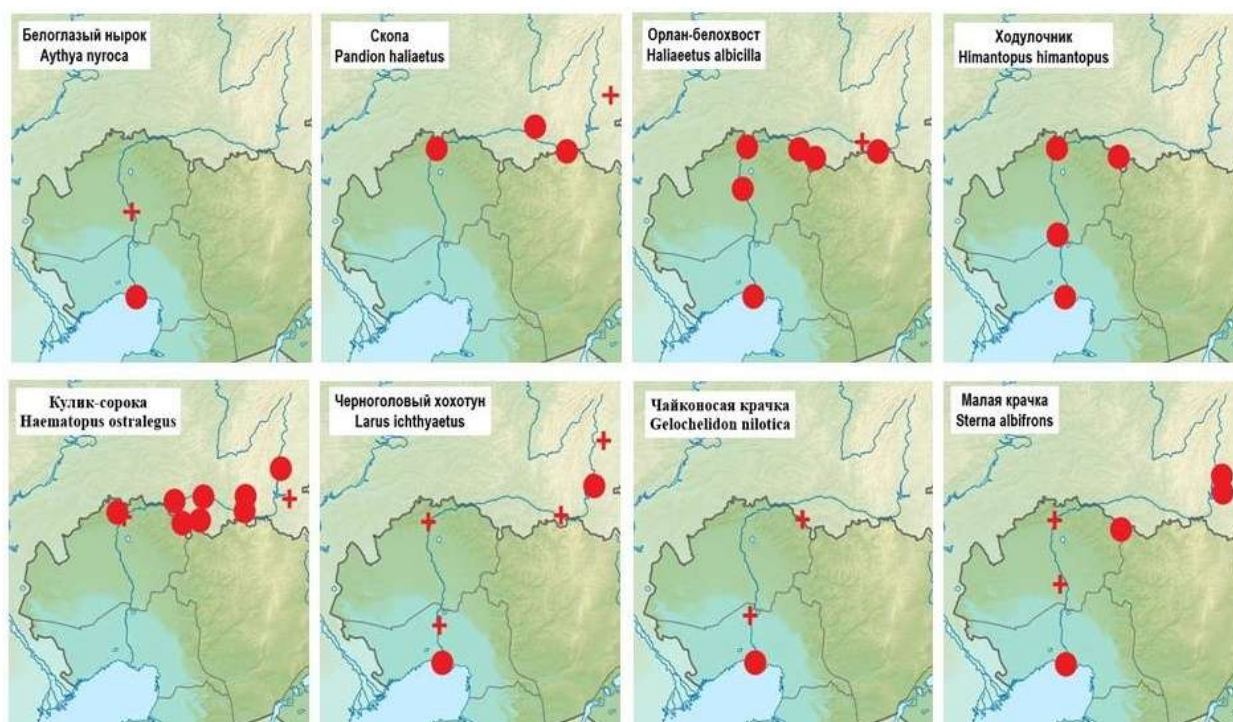 Белоглазый нырок
Aythya nyroca
Скопа
Pandion haliaetus
Орлан-белохвост
Haliaeetus albicilla
Ходулочник
Himantopus himantopus
Кулик-сорока
Haematopus ostralegus
Черноголовый хохотун
Larus ichthyaetus
Чайконосая крачка
Gelochelidon nilotica
Малая крачка
Sterna albifrons